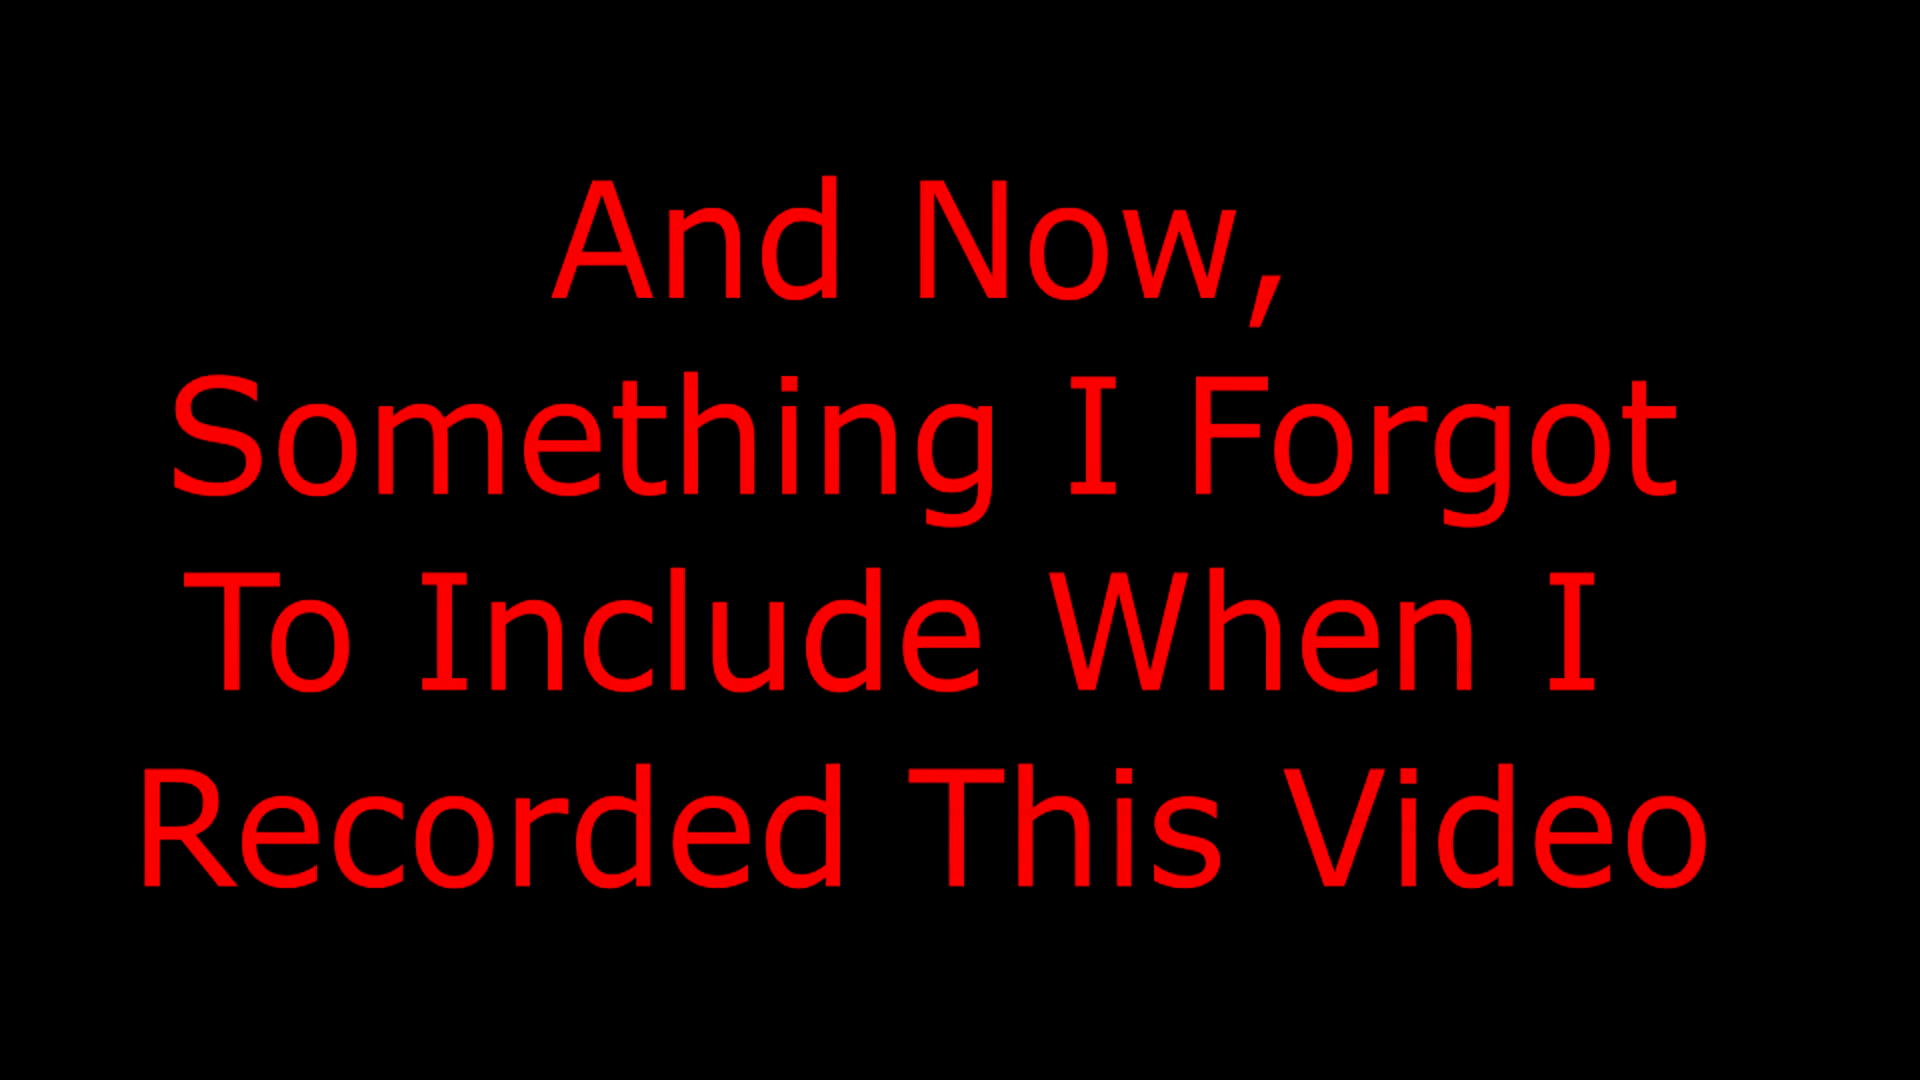 And Now,
Something I Forgot
To Include When I
Recorded This Video